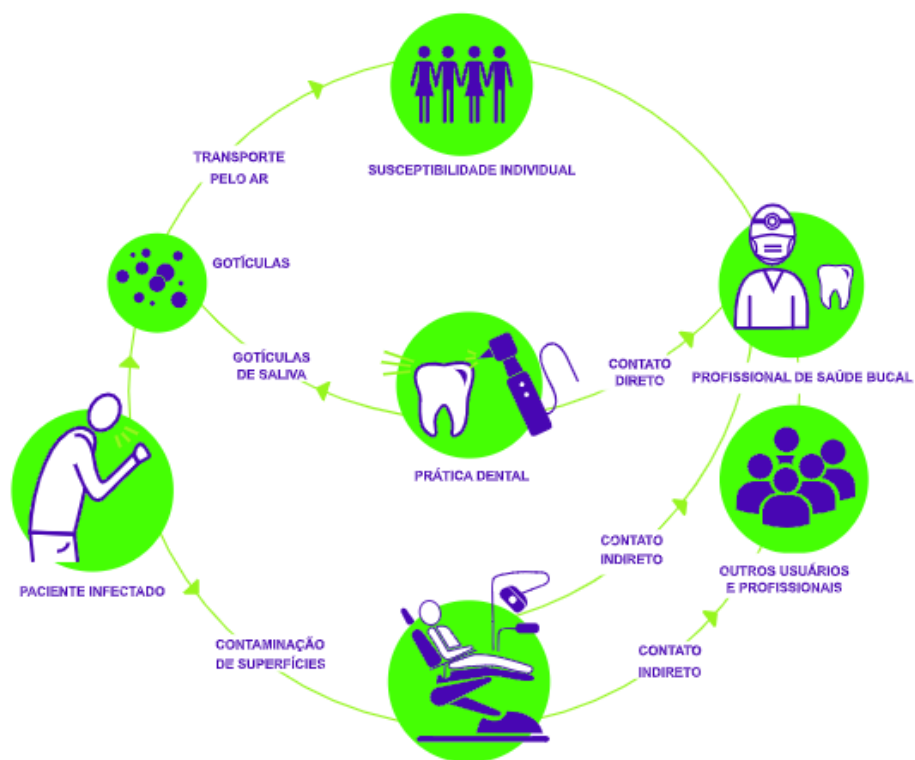 TRANSPORTE
PELO AR
SUSCEPTIBILIDADE INDIVIDUAL
GOTÍCULAS
GOTÍCULAS
DE SALIVA
CONTATO
DIRETO
PROFISSIONAL DE SAÚDE BUCAL
PRÁTICA DENTAL
CONTATO
INDIRETO
OUTROS USUÁRIOS
E PROFISSIONAIS
PACIENTE INFECTADO
CONTAMINAÇÃO
DE SUPERFÍCIES
CONTATO
INDIRETO